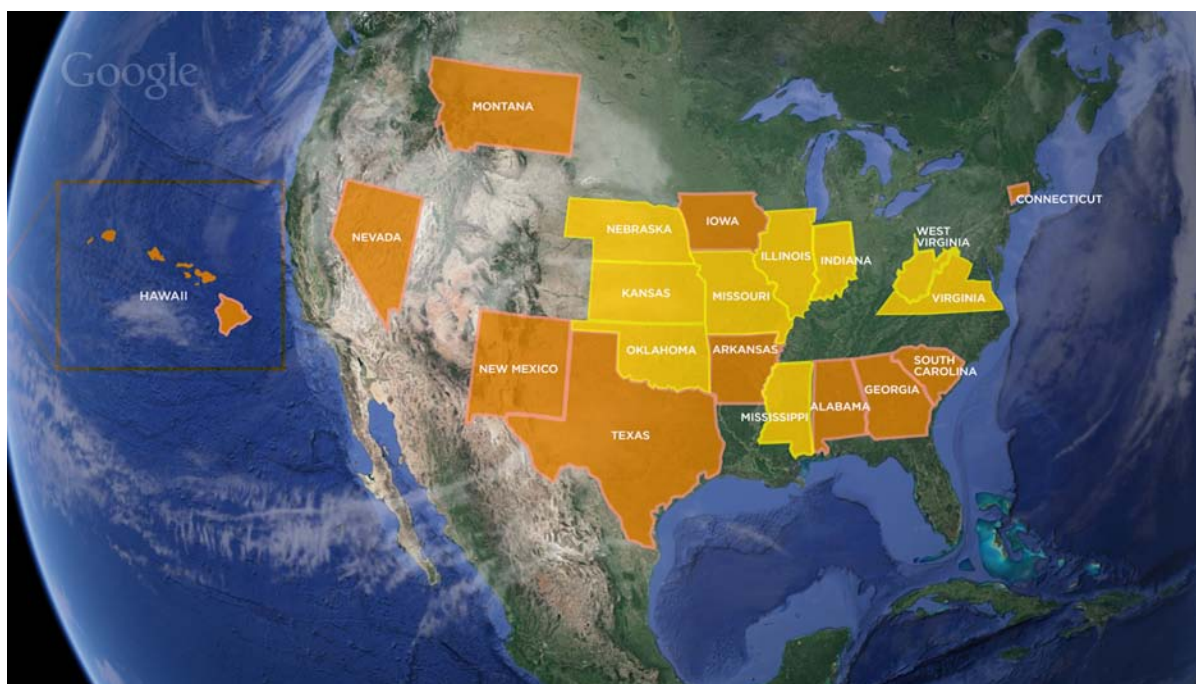 Google
MONTANA
CONNECTICUT
IOWA
NEBRASKA
NEVADA
WEST
VIRGINIA
ILLINOIS
INDIANA
HAWAII
KANSAS
MISSOURI
VIRGINIA
OKLAHOMA
ARKANSAS
NEW MEXICO
SOUTH
CAROLINA
GEORGIA
ALABAMA
MISSISSIPPI
TEXAS